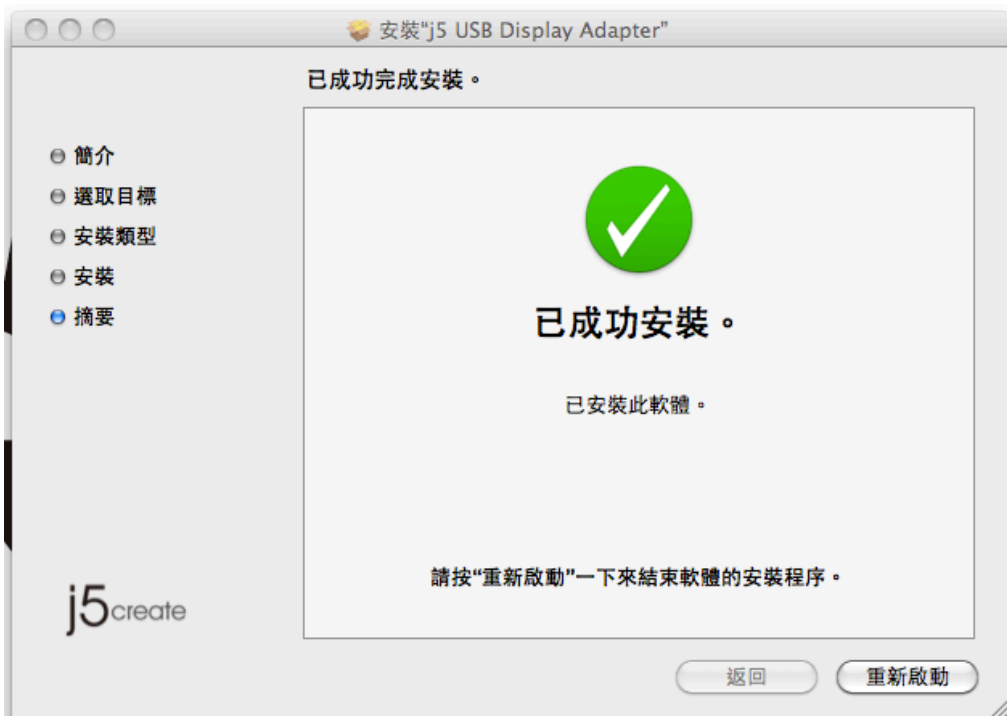 安裝“j5 USB Display Adapter”
已成功完成安裝。
簡介
選取目標
安裝類型
安裝
摘要
已成功安裝。
已安裝此軟體。
請按“重新啟動”一下來結束軟體的安裝程序。
j5create
返回
重新啟動